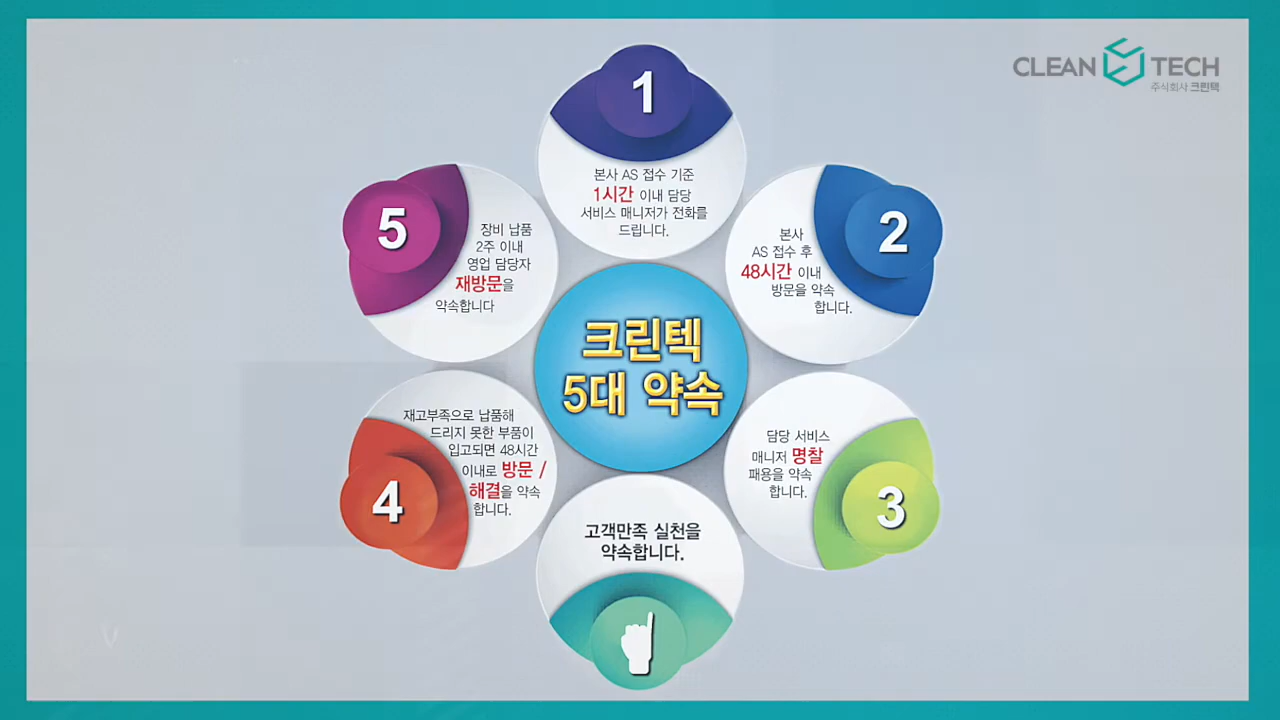 CLEAN TECH
주식회사 크린텍
1
본사 AS 접수 기준
1시간 이내 담당
서비스 매니저가 전화를
드립니다.
2
본사
AS 접수 후
48시간 이내
방문을 약속
합니다.
3
담당 서비스
매니저 명찰
패용을 약속
합니다.
4
재고부족으로 납품해
드리지 못한 부품이
입고되면 48시간
이내로 방문 /
해결을 약속
합니다.
5
장비 납품
2주 이내
영업 담당자
재방문을
약속합니다
크린텍
5대 약속
고객만족 실천을
약속합니다.